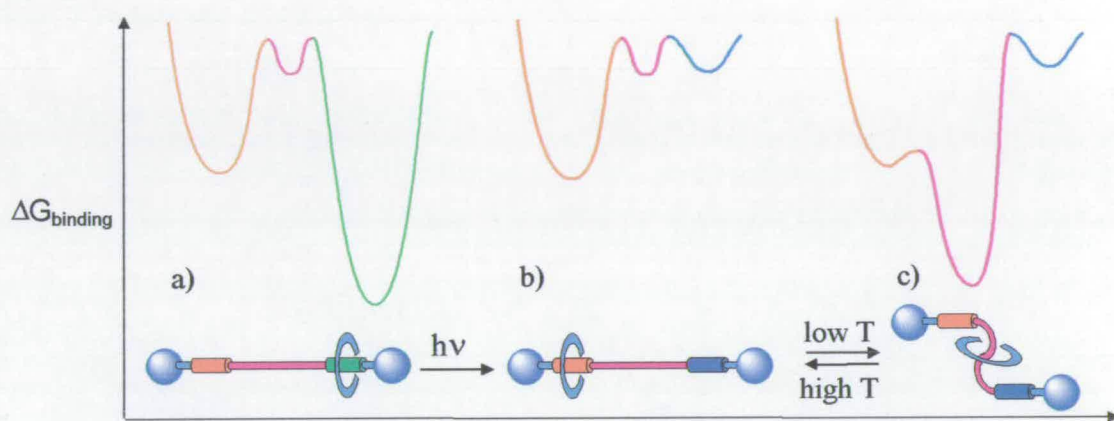 ΔG_binding
a)
b)
c)
hν
low T
high T